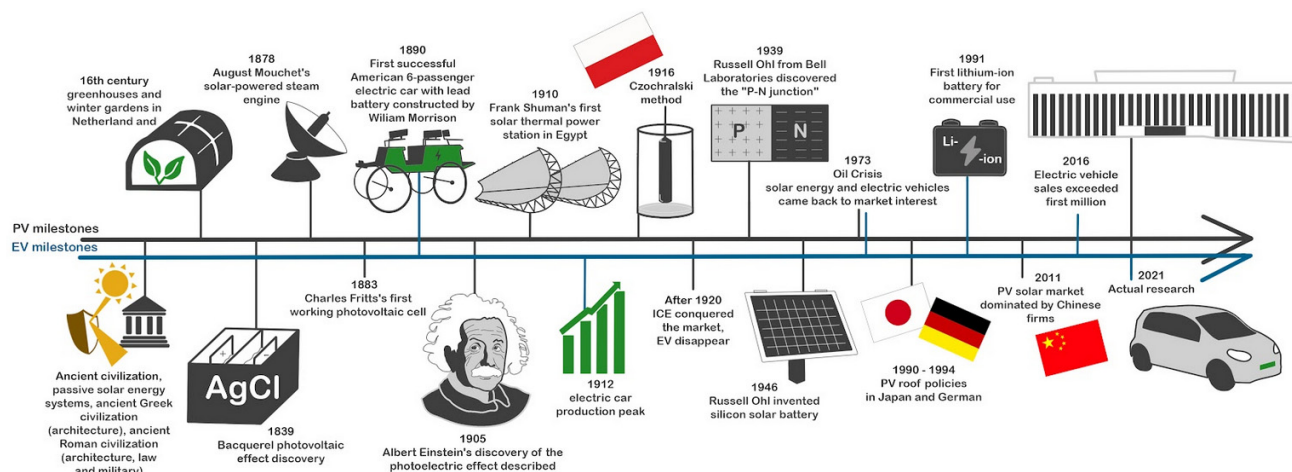 16th century
greenhouses and
winter gardens in
Netherland and
1878
August Mouchet's
solar-powered steam
engine
1890
First successful
American 6-passenger
electric car with lead
battery constructed by
Wiliam Morrison
1910
Frank Shuman's first
solar thermal power
station in Egypt
1916
Czochralski
method
1939
Russell Ohl from Bell
Laboratories discovered
the "P-N junction"
P
N
1973
Oil Crisis
solar energy and electric vehicles
came back to market interest
1991
First lithium-ion
battery for
commercial use
Li-
-ion
2016
Electric vehicle
sales exceeded
first million
PV milestones
EV milestones
Ancient civilization,
passive solar energy
systems, ancient Greek
civilization
(architecture), ancient
Roman civilization
(architecture, law
and military)
AgCl
1839
Bacquerel photovoltaic
effect discovery
1883
Charles Fritts's first
working photovoltaic cell
1905
Albert Einstein's discovery of the
photoelectric effect described
1912
electric car
production peak
After 1920
ICE conquered
the market,
EV disappear
1946
Russell Ohl invented
silicon solar battery
1990 - 1994
PV roof policies
in Japan and German
2011
PV solar market
dominated by Chinese
firms
2021
Actual research